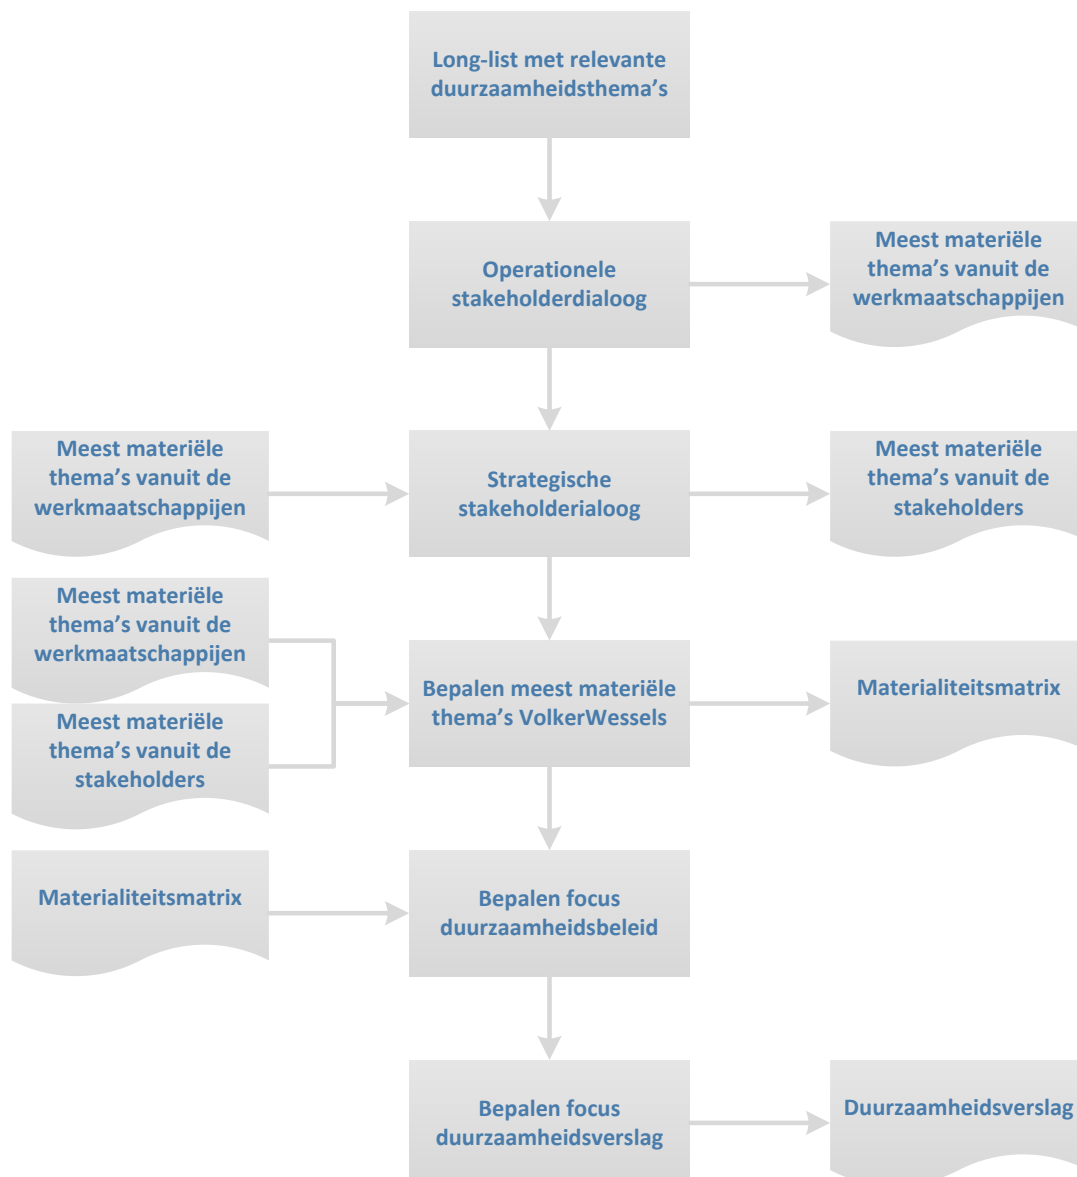 Long-list met relevante
duurzaamheidsthema’s
Operationele
stakeholderdialoog
Meest materiële
thema’s vanuit de
werkmaatschappijen
Meest materiële
thema’s vanuit de
werkmaatschappijen
Strategische
stakeholderialoog
Meest materiële
thema’s vanuit de
stakeholders
Meest materiële
thema’s vanuit de
werkmaatschappijen
Meest materiële
thema’s vanuit de
stakeholders
Bepalen meest materiële
thema’s VolkerWessels
Materialiteitsmatrix
Materialiteitsmatrix
Bepalen focus
duurzaamheidsbeleid
Bepalen focus
duurzaamheidsverslag
Duurzaamheidsverslag